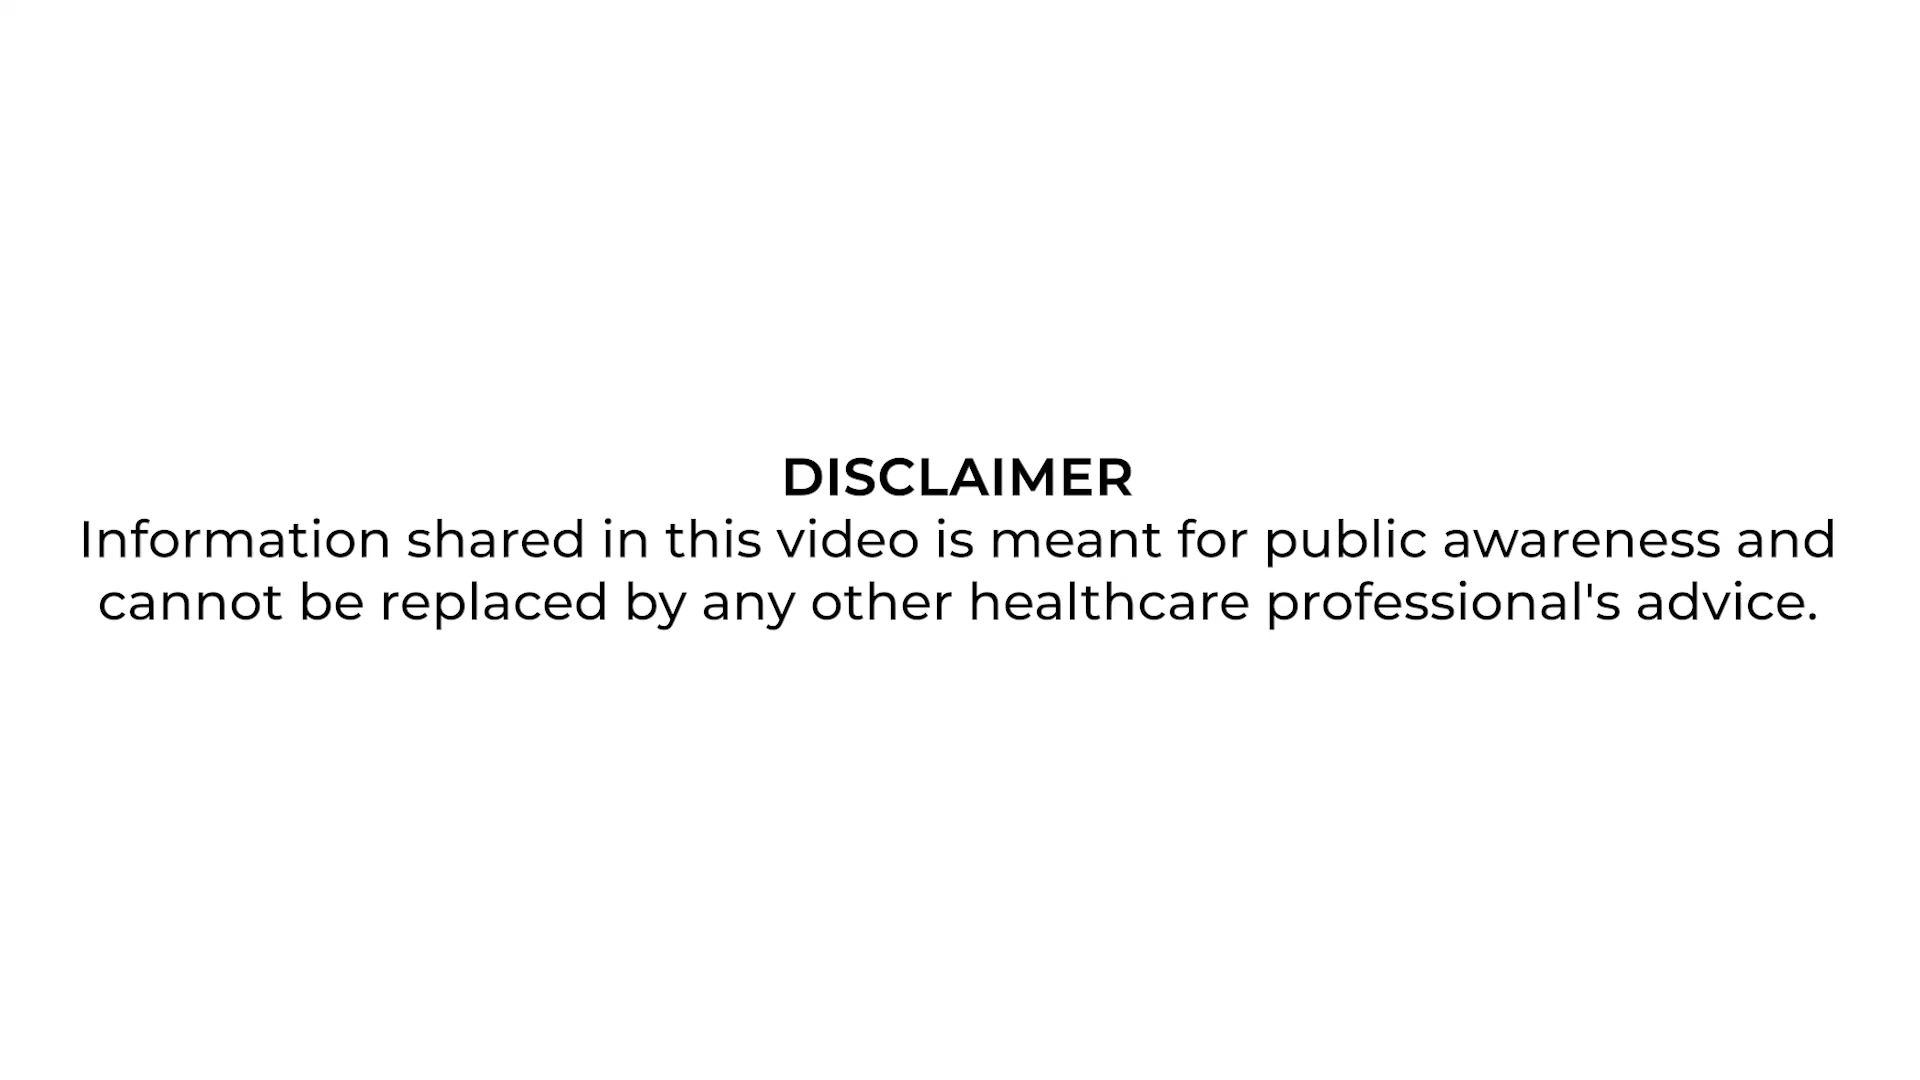 DISCLAIMER
Information shared in this video is meant for public awareness and
cannot be replaced by any other healthcare professional's advice.